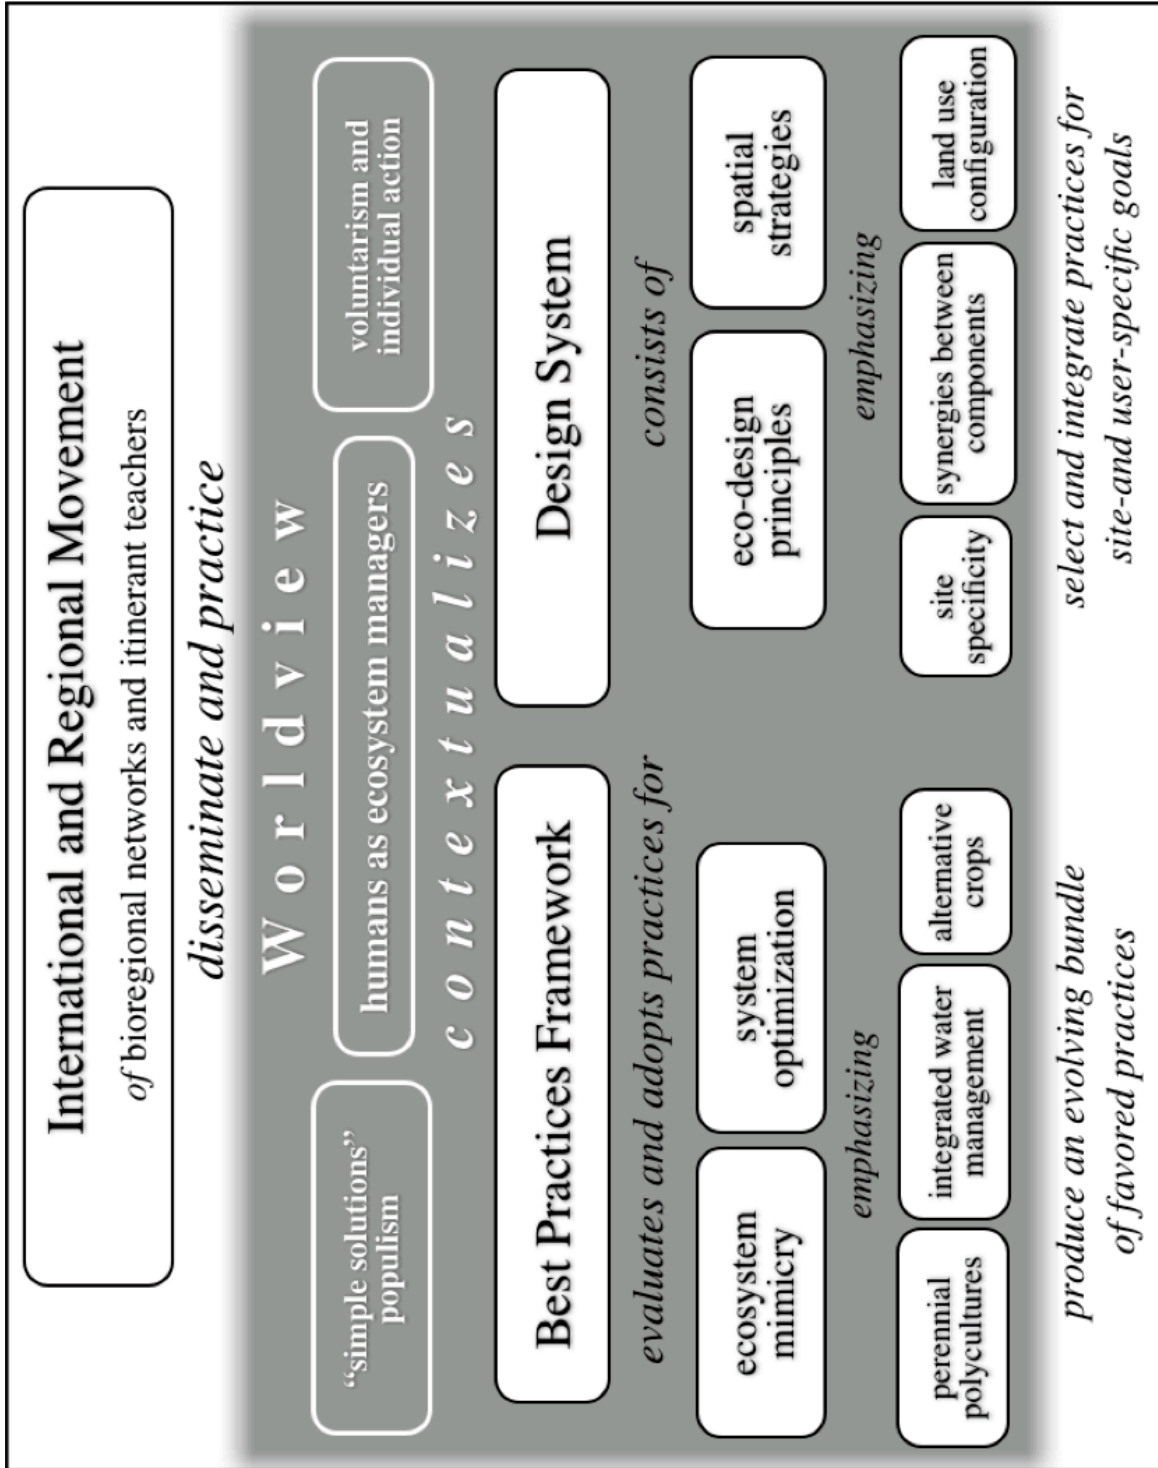 International and Regional Movement
of bioregional networks and itinerant teachers
disseminate and practice
Worldview
“simple solutions”
populism
humans as ecosystem managers
voluntarism and
individual action
contextualizes
Best Practices Framework
evaluates and adopts practices for
ecosystem
mimicry
system
optimization
emphasizing
perennial
polycultures
integrated water
management
alternative
crops
produce an evolving bundle
of favored practices
Design System
consists of
eco-design
principles
spatial
strategies
emphasizing
site
specificity
synergies between
components
land use
configuration
select and integrate practices for
site-and user-specific goals